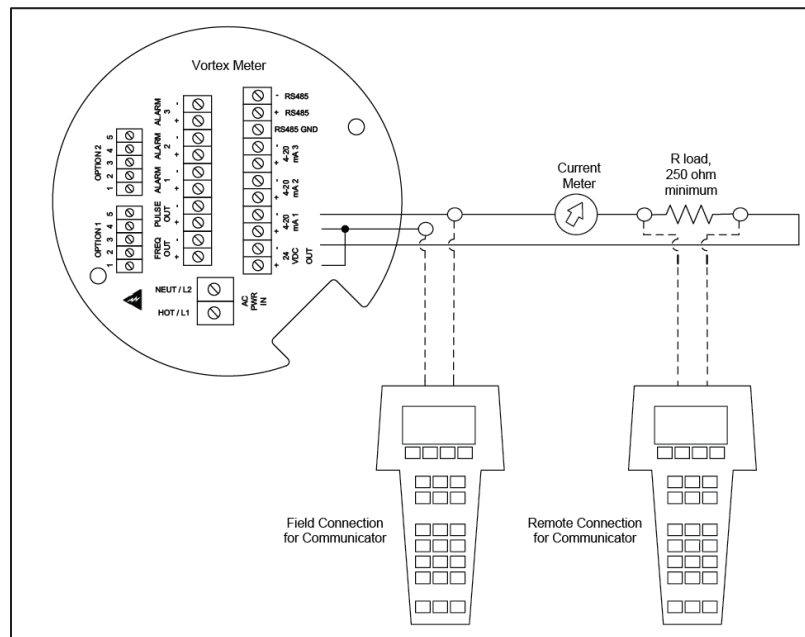 Vortex Meter
OPTION 2
5
4
3
2
1
OPTION 1
5
4
3
2
1
ALARM
3
-
+
ALARM
2
-
+
ALARM
1
-
+
PULSE
OUT
-
+
FREQ
OUT
-
+
- RS485
+ RS485
RS485 GND
-
+
4-20
mA 3
-
+
4-20
mA 2
-
+
4-20
mA 1
-
+
24
VDC
OUT
NEUT / L2
HOT / L1
AC
PWR
IN
Current
Meter
R load,
250 ohm
minimum
Field Connection
for Communicator
Remote Connection
for Communicator